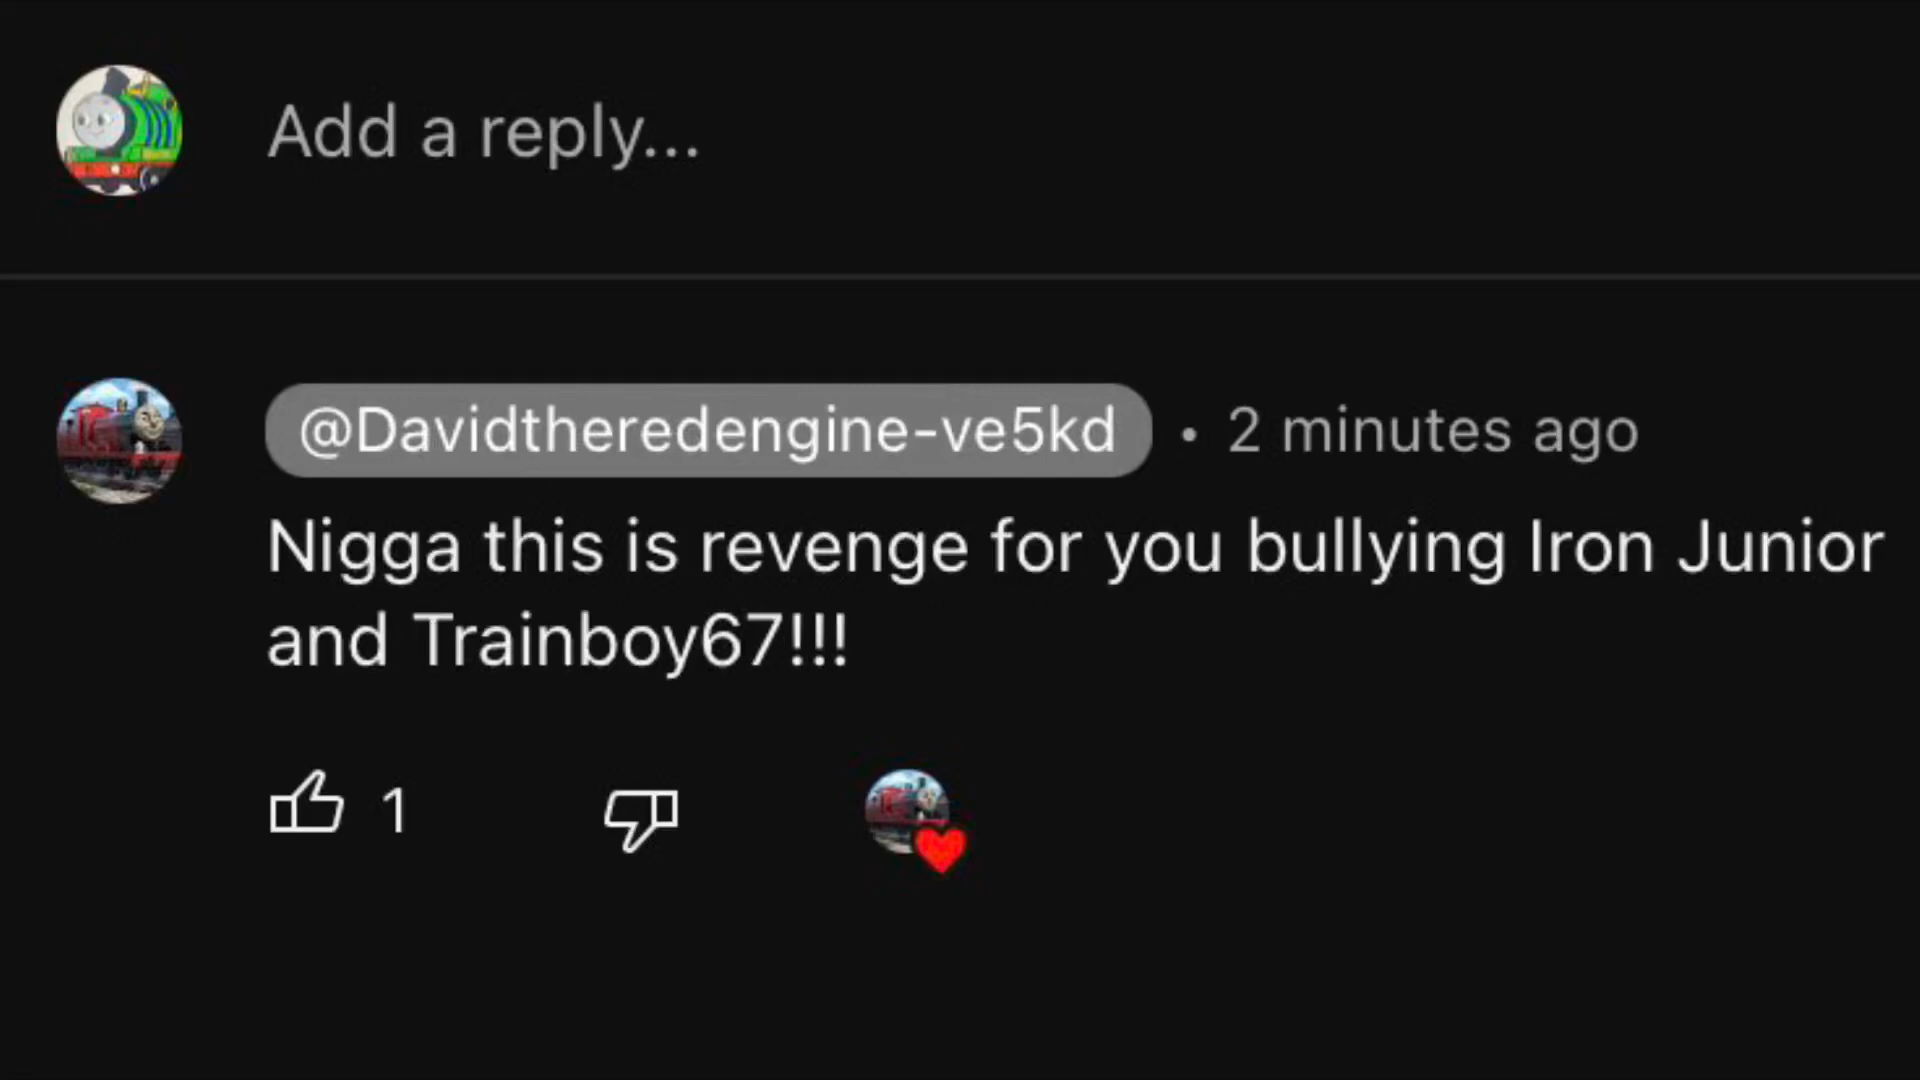 Add a reply...
@Davidtheredengine-ve5kd • 2 minutes ago
Nigga this is revenge for you bullying Iron Junior
and Trainboy67!!!
1